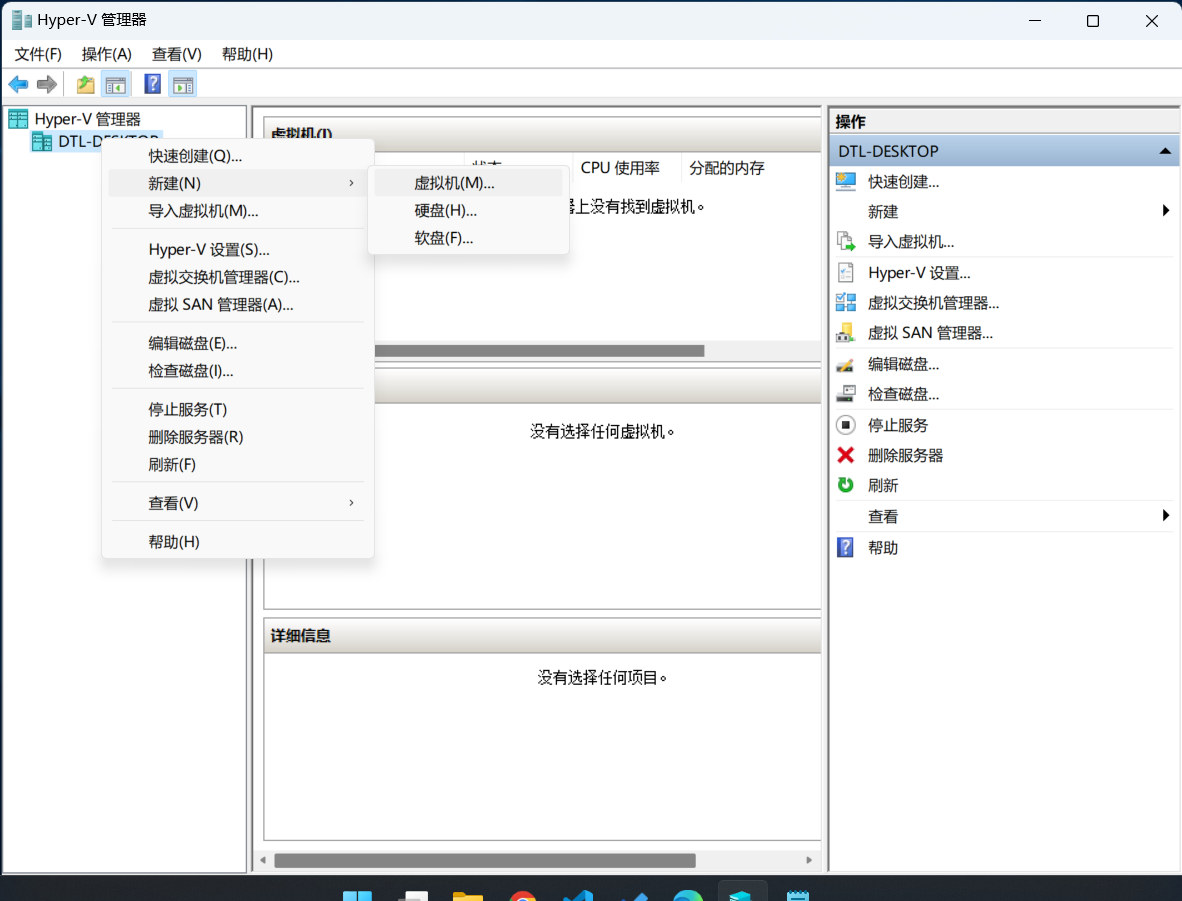 Hyper-V 管理器
文件(F) 操作(A) 查看(V) 帮助(H)
Hyper-V 管理器
快速创建(Q)...
新建(N)
导入虚拟机(M)...
Hyper-V 设置(S)...
虚拟交换机管理器(C)...
虚拟 SAN 管理器(A)...
编辑磁盘(E)...
检查磁盘(I)...
停止服务(T)
删除服务器(R)
刷新(F)
查看(V)
帮助(H)
虚拟机(M)...
硬盘(H)...
软盘(F)...
虚拟机(I)
状态 CPU 使用率 分配的内存
上没有找到虚拟机。
没有选择任何虚拟机。
详细信息
没有选择任何项目。
操作
DTL-DESKTOP
快速创建...
新建
导入虚拟机...
Hyper-V 设置...
虚拟交换机管理器...
虚拟 SAN 管理器...
编辑磁盘...
检查磁盘...
停止服务
删除服务器
刷新
查看
帮助